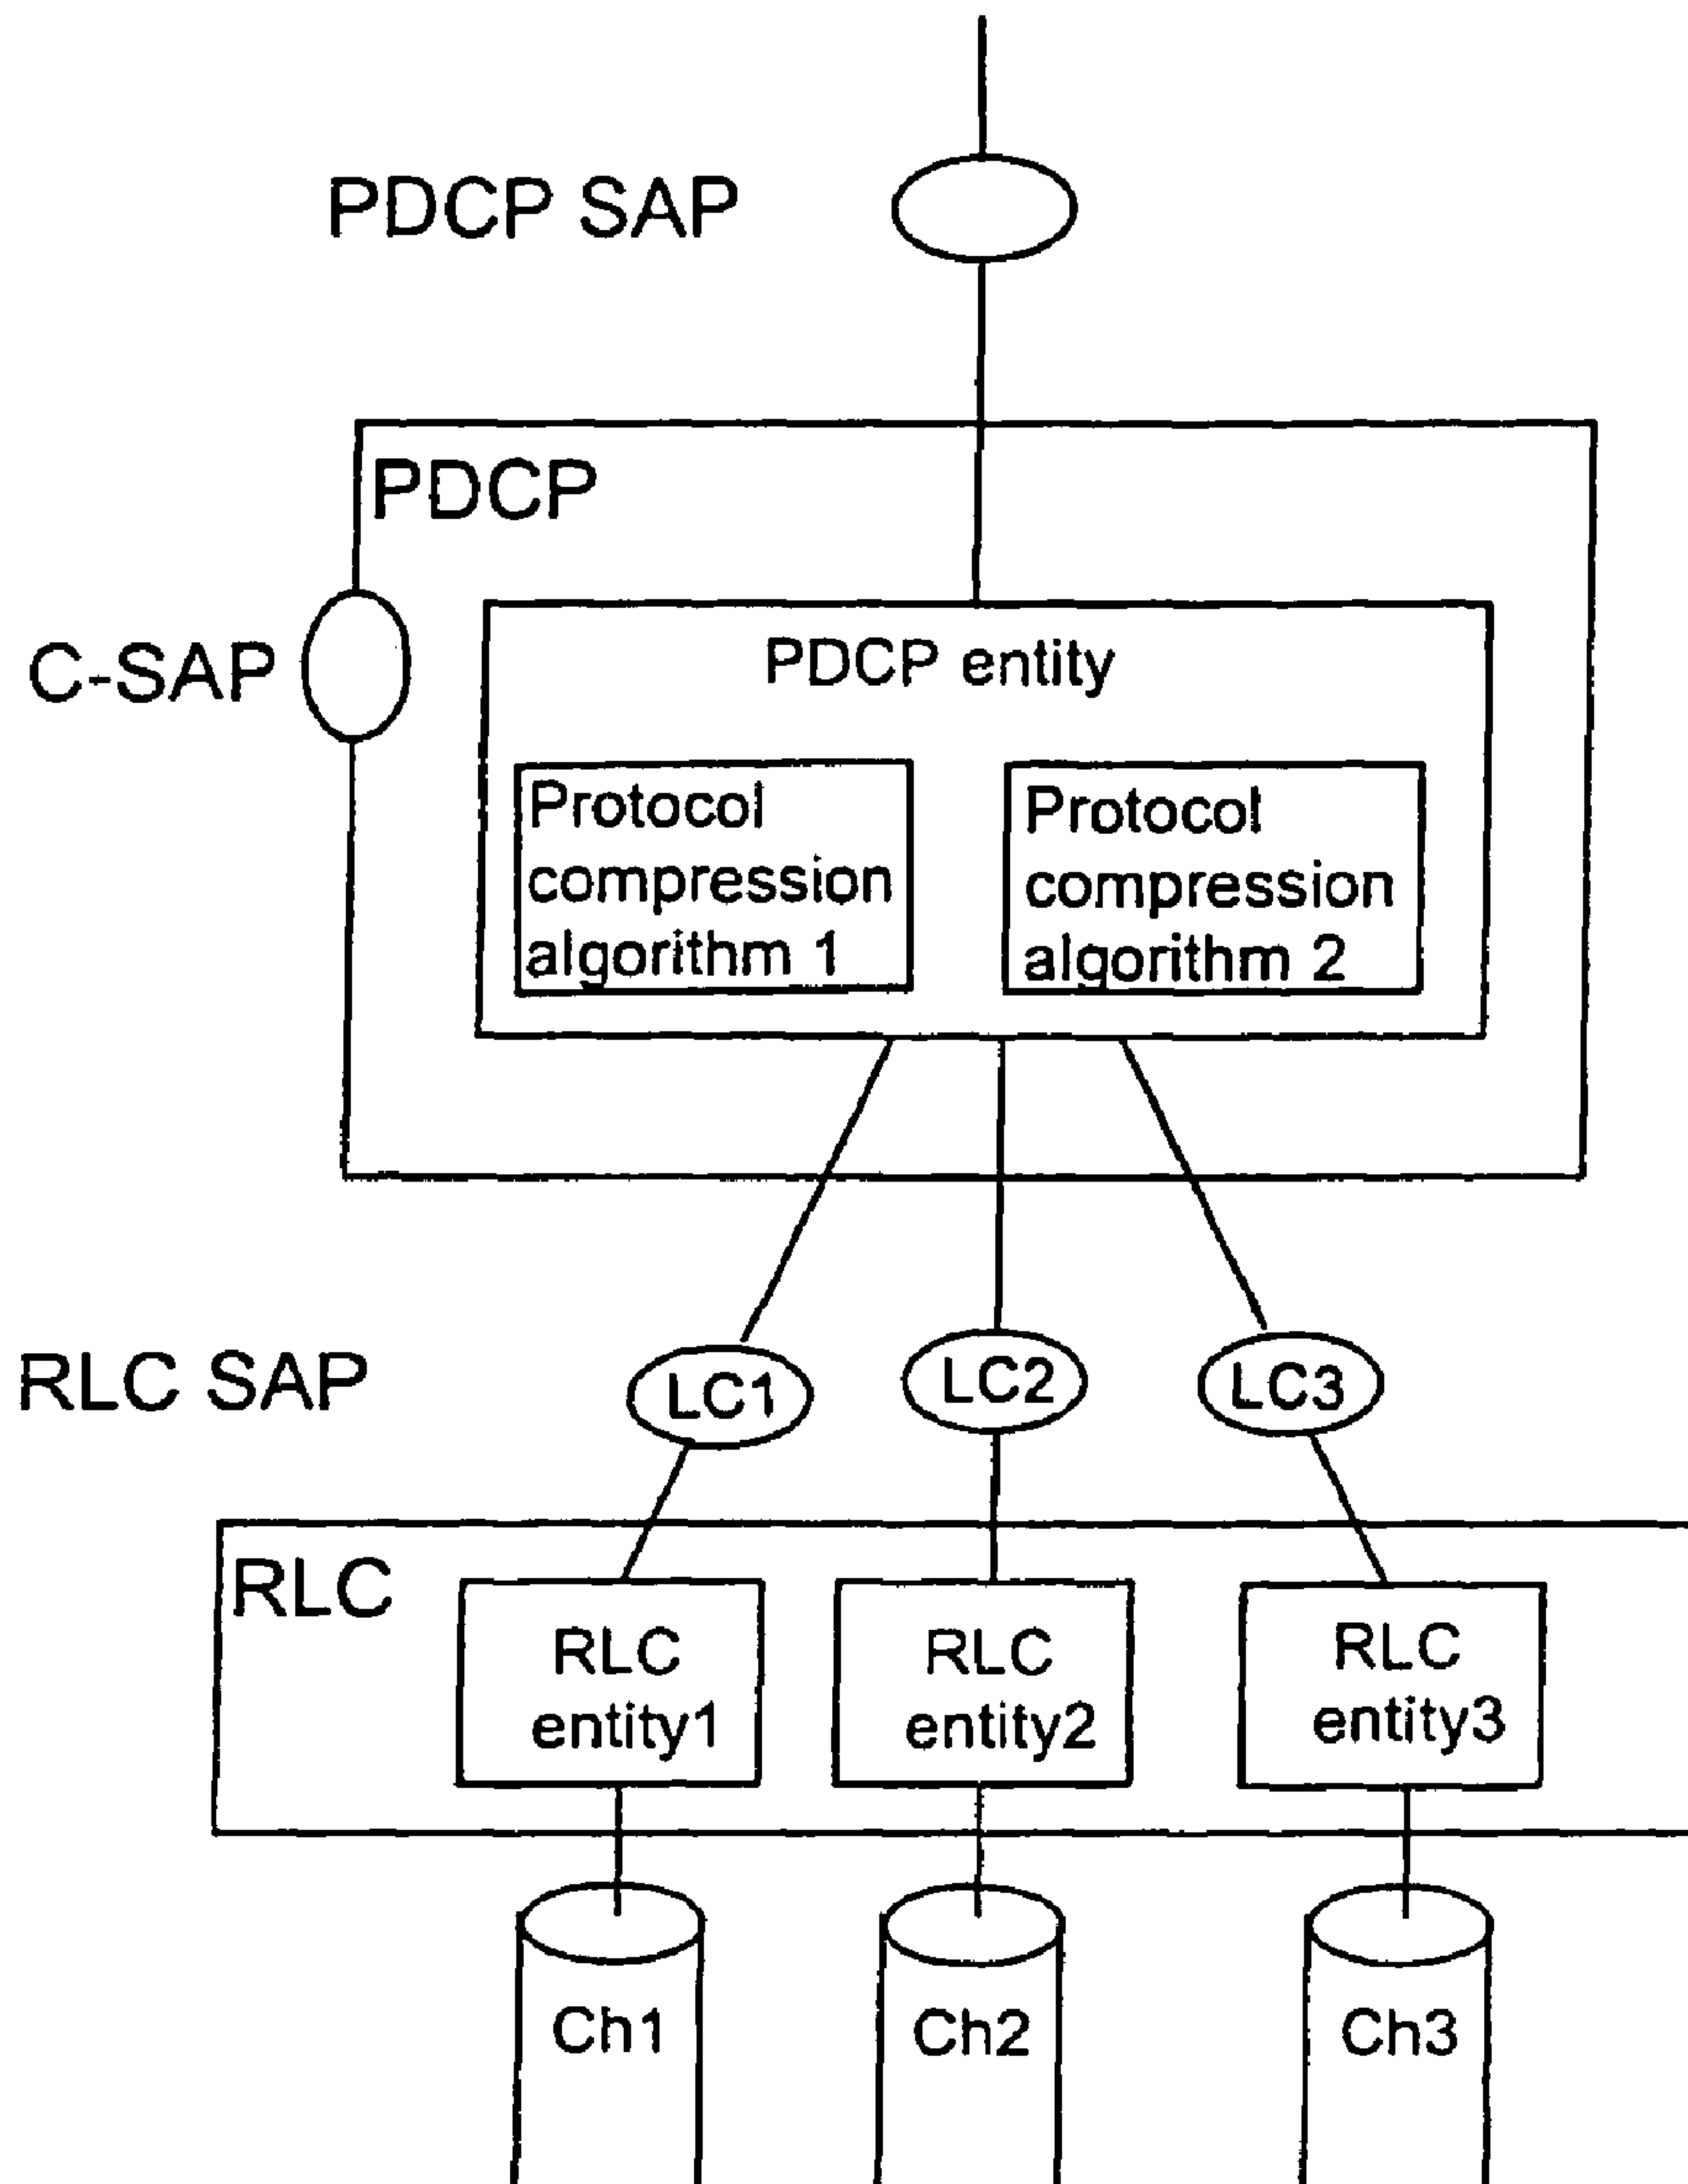 PDCP SAP
PDCP
C-SAP
PDCP entity
Protocol
compression
algorithm 1
Protocol
compression
algorithm 2
RLC SAP
LC1
LC2
LC3
RLC
RLC
entity1
RLC
entity2
RLC
entity3
Ch1
Ch2
Ch3